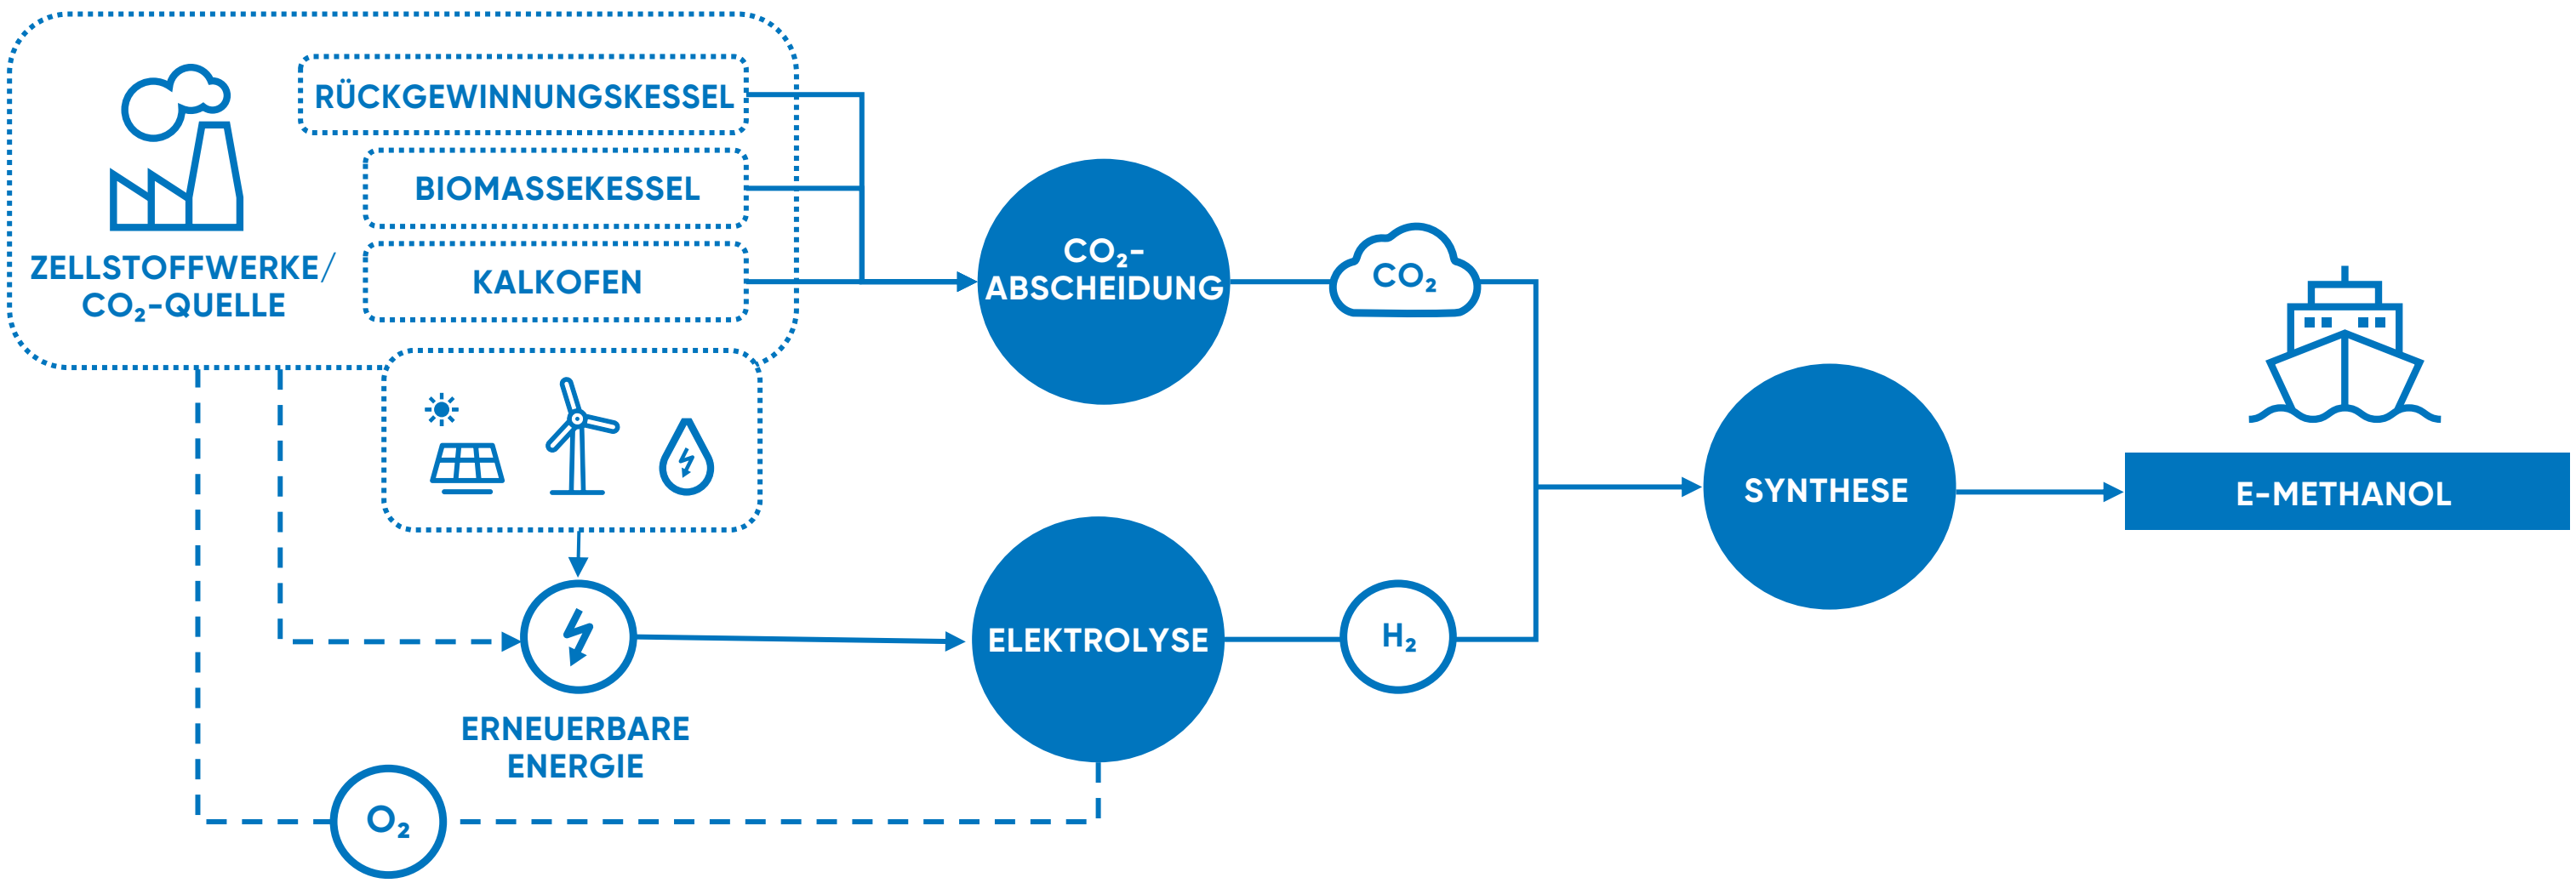 RÜCKGEWINNUNGSKESSEL
BIOMASSEKESSEL
KALKOFEN
ZELLSTOFFWERKE/
CO₂-QUELLE
CO₂-
ABSCHEIDUNG
CO₂
SYNTHESE
E-METHANOL
ELEKTROLYSE
H₂
ERNEUERBARE
ENERGIE
O₂